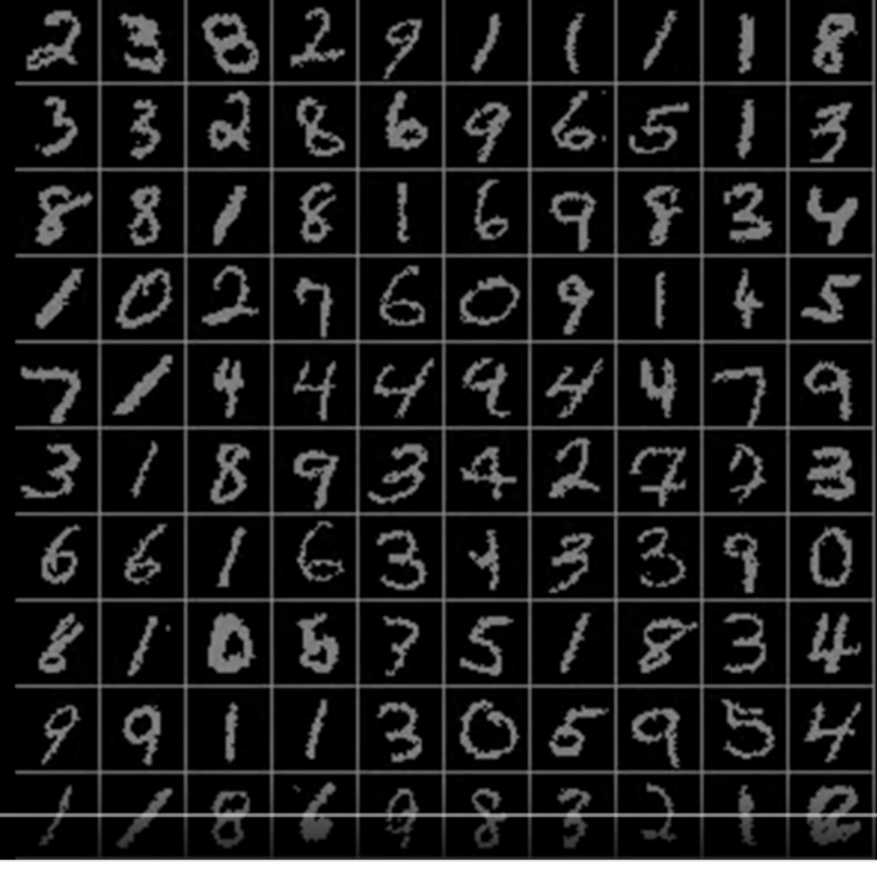 2 3 8 2 9 1 1 1 1 8
3 3 2 8 6 9 6 5 1 3
8 8 1 8 1 6 9 8 3 4
1 0 2 7 6 0 9 1 4 5
7 1 4 4 4 9 4 4 7 9
3 1 8 9 3 4 2 7 3
6 6 1 6 3 4 3 3 9 0
8 1 0 7 5 1 8 3 4
9 9 1 1 3 0 5 9 5 4
1 1 8 6 9 8 3 2 1